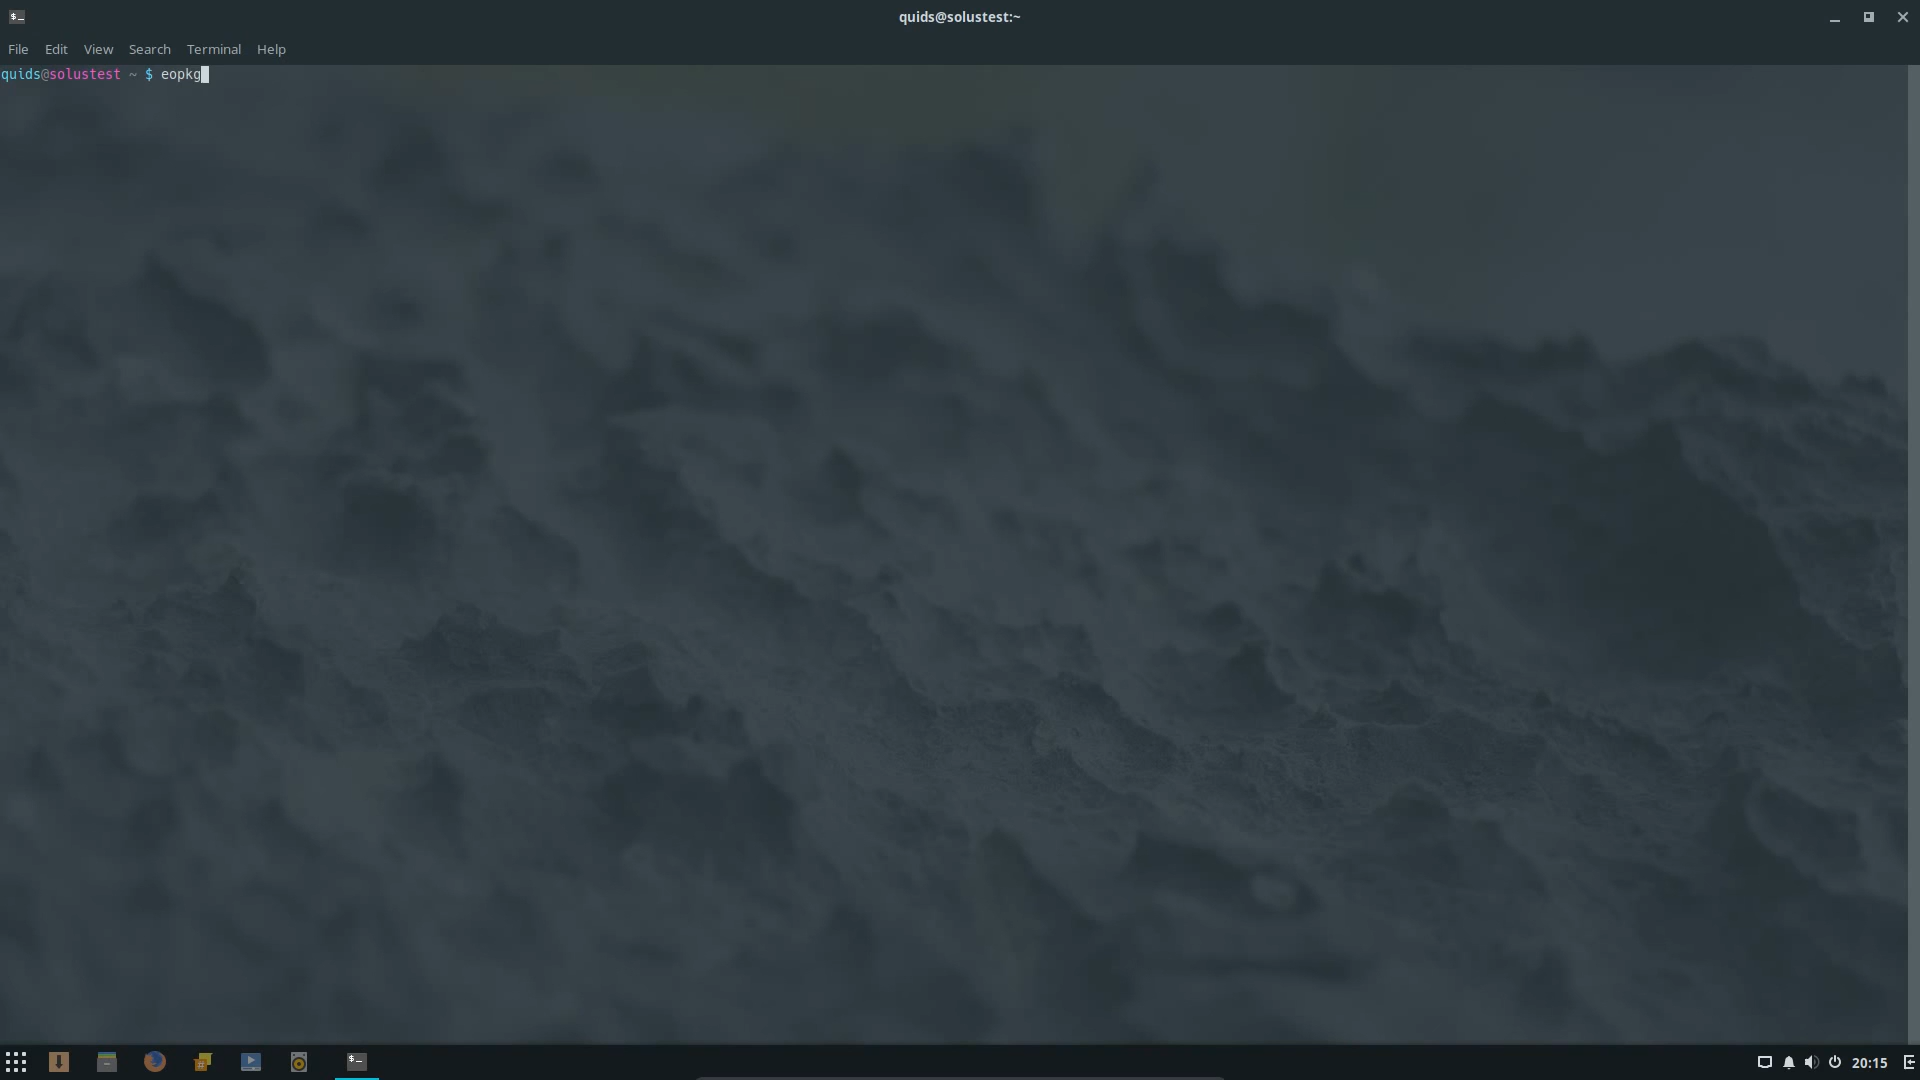 quids@solustest:~
File Edit View Search Terminal Help
quids@solustest ~ $ eopkg
20:15